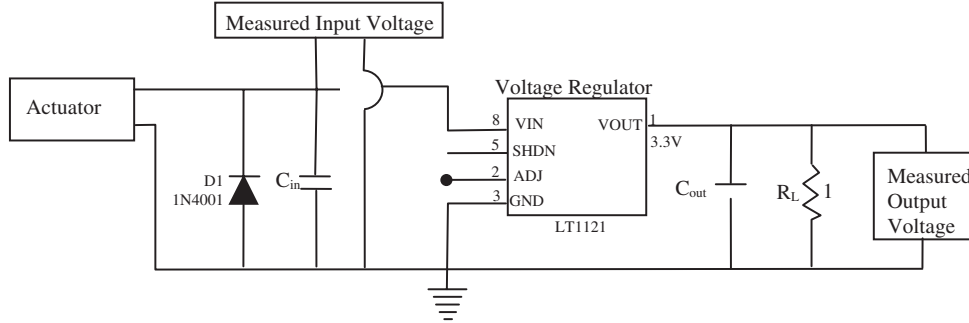 Measured Input Voltage
Actuator
Voltage Regulator
8
VIN
VOUT
1
5
SHDN
3.3V
2
ADJ
3
GND
LT1121
D1
1N4001
Cin
Cout
RL
1
Measured
Output
Voltage